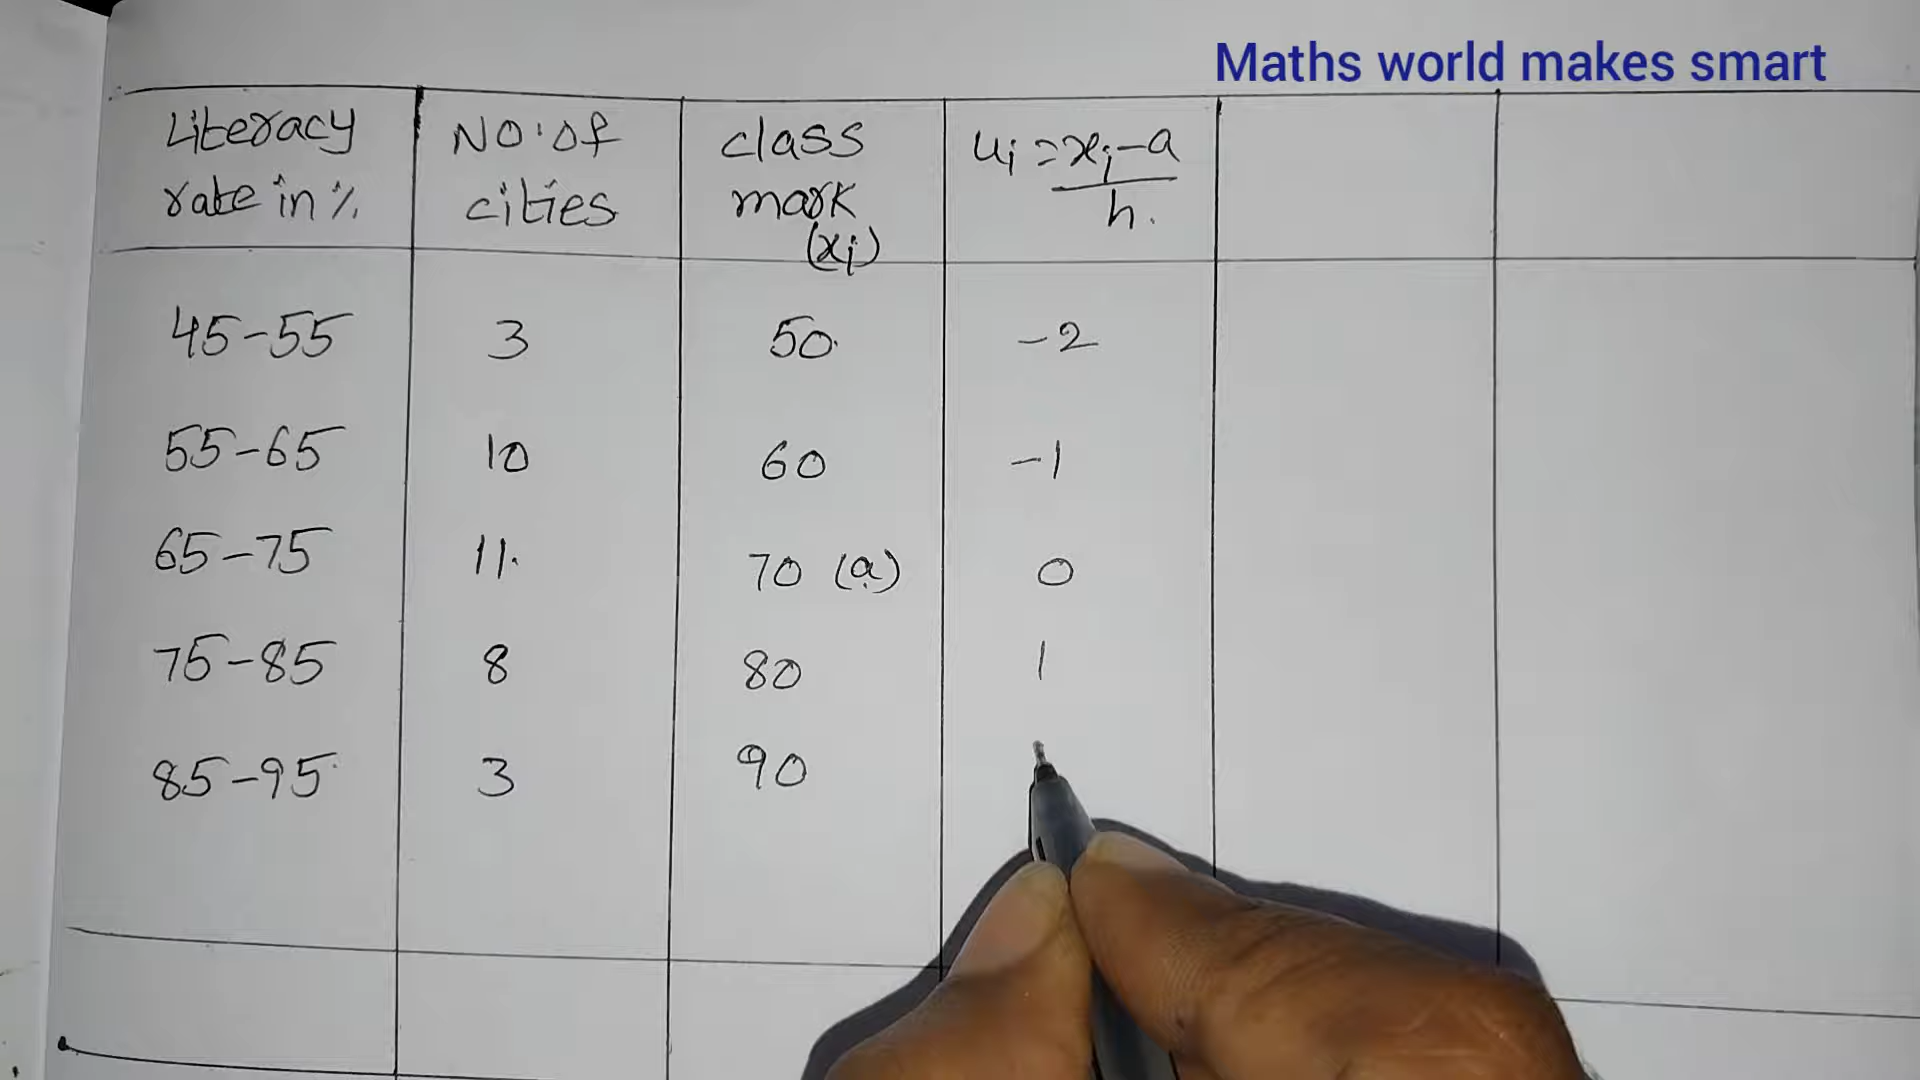 Maths world makes smart
Literacy rate in %
No. of cities
class mark (xi)
ui = xi - a / h.
45-55 3 50 -2
55-65 10 60 -1
65-75 11 70 (a) 0
75-85 8 80 1
85-95 3 90